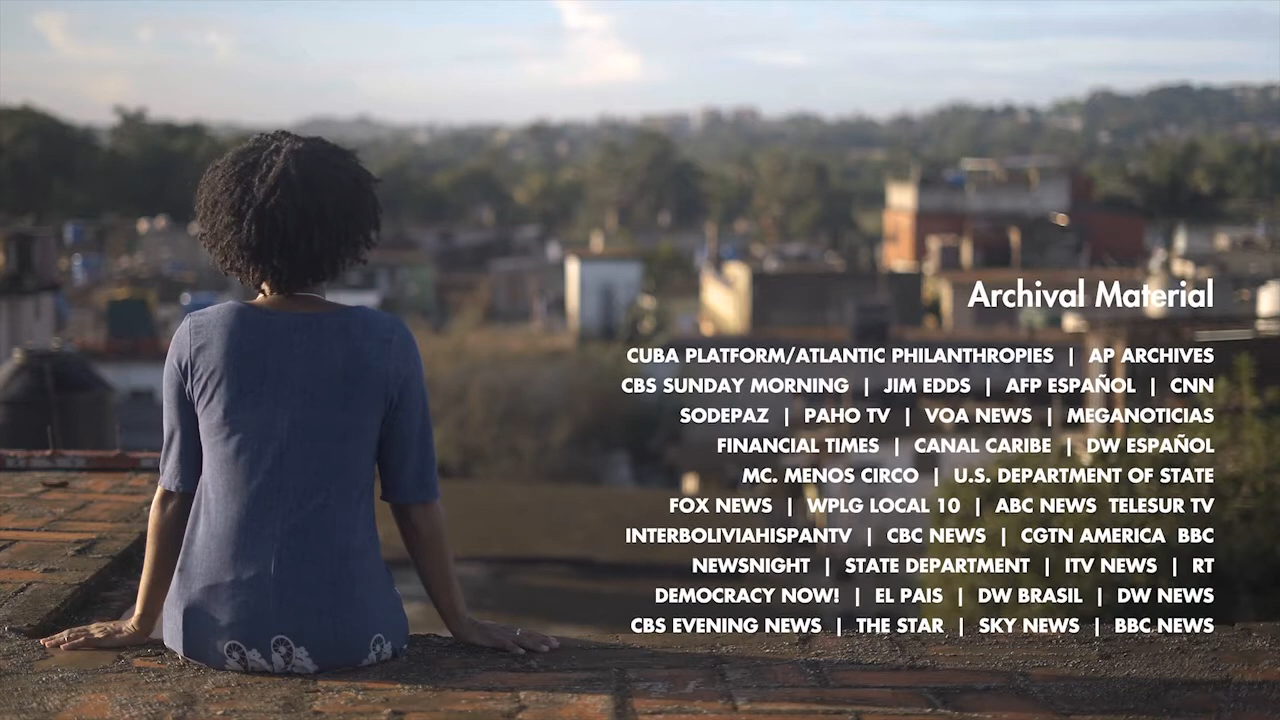 Archival Material
CUBA PLATFORM/ATLANTIC PHILANTHROPIES | AP ARCHIVES
CBS SUNDAY MORNING | JIM EDDS | AFP ESPAÑOL | CNN
SODEPAZ | PAHO TV | VOA NEWS | MEGANOTICIAS
FINANCIAL TIMES | CANAL CARIBE | DW ESPAÑOL
MC. MENOS CIRCO | U.S. DEPARTMENT OF STATE
FOX NEWS | WPLG LOCAL 10 | ABC NEWS TELESUR TV
INTERBOLIVIAHISPANTV | CBC NEWS | CGTN AMERICA BBC
NEWSNIGHT | STATE DEPARTMENT | ITV NEWS | RT
DEMOCRACY NOW! | EL PAIS | DW BRASIL | DW NEWS
CBS EVENING NEWS | THE STAR | SKY NEWS | BBC NEWS